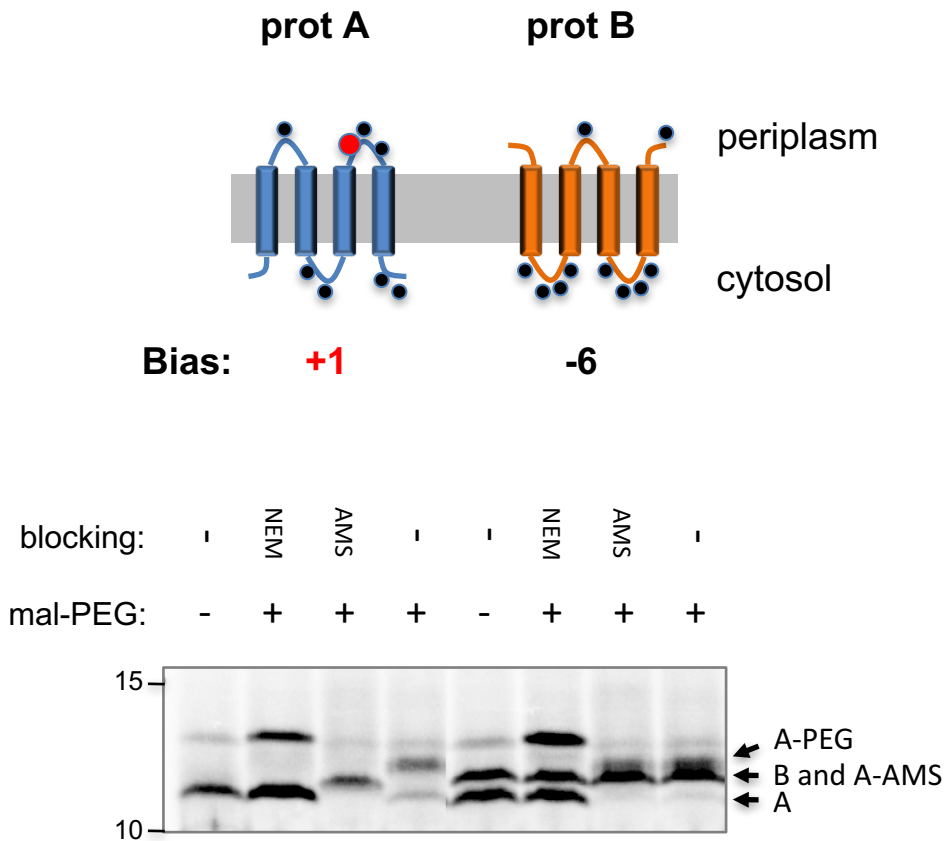 prot A prot B
periplasm
cytosol
Bias: +1 -6
blocking: - NEM AMS - - NEM AMS -
mal-PEG: - + + + - + + +
15
A-PEG
B and A-AMS
A
10